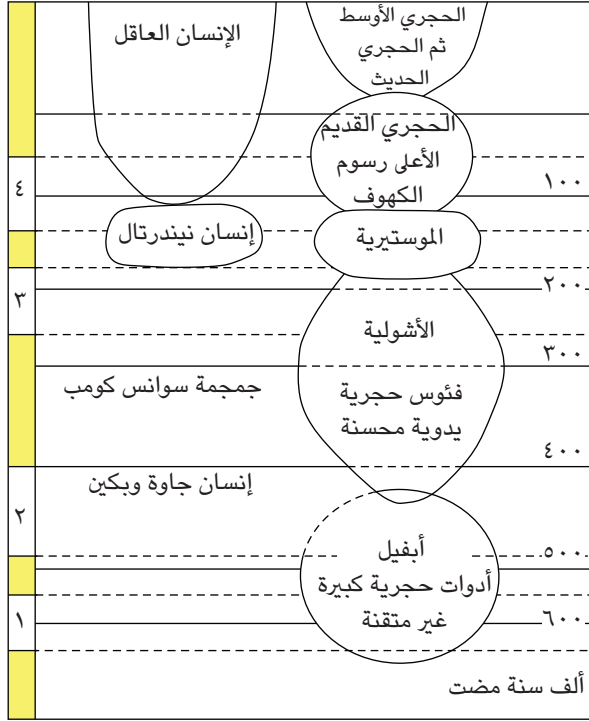 الحجري الأوسط
ثم الحجري
الحديث
الإنسان العاقل
الحجري القديم
الأعلى رسوم
الكهوف
١٠٠
٤
الموستيرية
إنسان نيندرتال
٢٠٠
٣
الأشولية
٣٠٠
فئوس حجرية
يدوية محسنة
جمجمة سوانس كومب
٤٠٠
إنسان جاوة وبكين
٢
أبفيل
٥٠٠
أدوات حجرية كبيرة
غير متقنة
٦٠٠
١
ألف سنة مضت